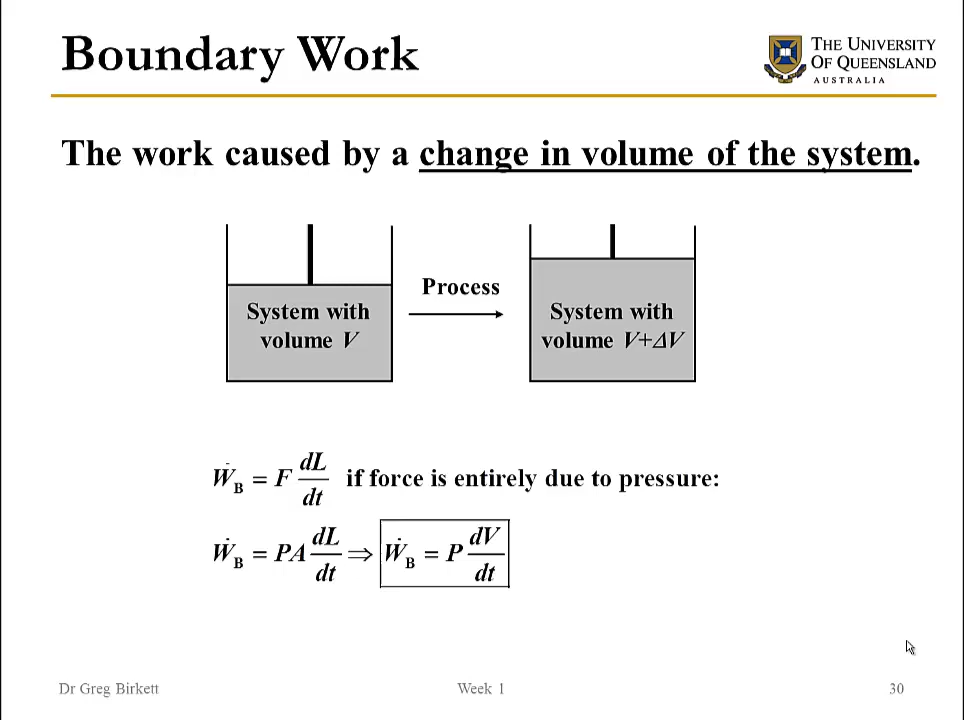 Boundary Work
THE UNIVERSITY
OF QUEENSLAND
AUSTRALIA
The work caused by a change in volume of the system.
System with
volume V
Process
System with
volume V+ΔV
Ẇ_B = F dL/dt if force is entirely due to pressure:
Ẇ_B = PA dL/dt ⇒ Ẇ_B = P dV/dt
Dr Greg Birkett
Week 1
30